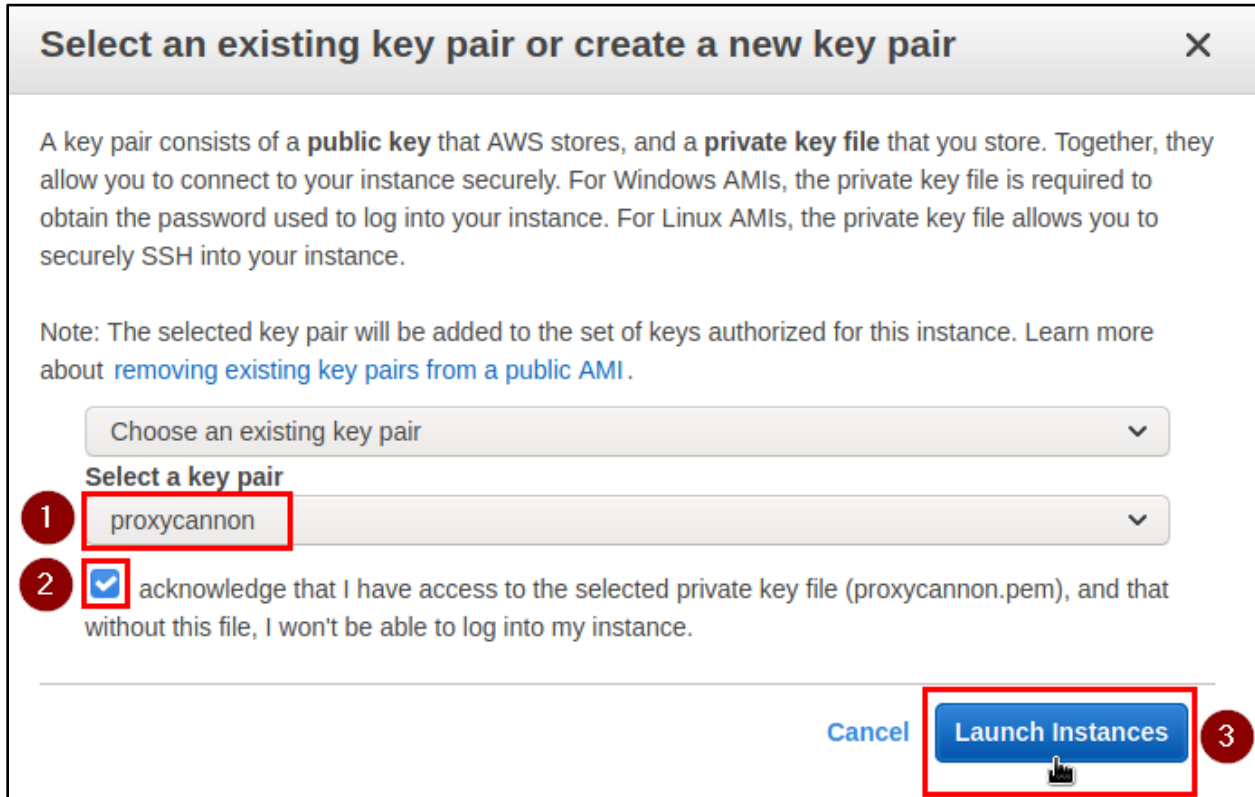 Select an existing key pair or create a new key pair
A key pair consists of a public key that AWS stores, and a private key file that you store. Together, they
allow you to connect to your instance securely. For Windows AMIs, the private key file is required to
obtain the password used to log into your instance. For Linux AMIs, the private key file allows you to
securely SSH into your instance.
Note: The selected key pair will be added to the set of keys authorized for this instance. Learn more
about removing existing key pairs from a public AMI.
Choose an existing key pair
Select a key pair
1 proxycannon
2 acknowledge that I have access to the selected private key file (proxycannon.pem), and that
without this file, I won't be able to log into my instance.
Cancel Launch Instances 3